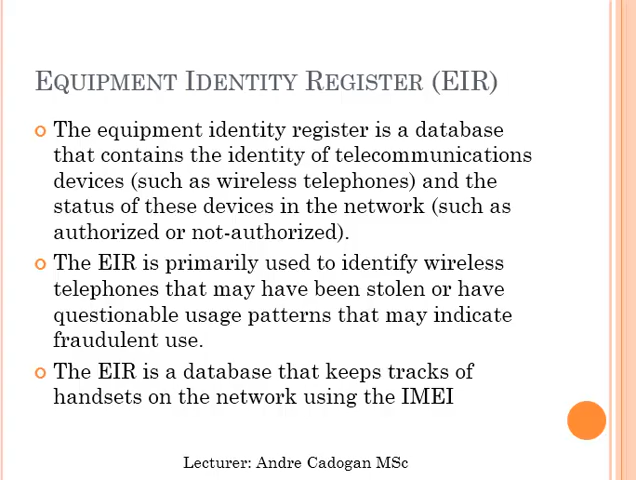 EQUIPMENT IDENTITY REGISTER (EIR)
The equipment identity register is a database
that contains the identity of telecommunications
devices (such as wireless telephones) and the
status of these devices in the network (such as
authorized or not-authorized).
The EIR is primarily used to identify wireless
telephones that may have been stolen or have
questionable usage patterns that may indicate
fraudulent use.
The EIR is a database that keeps tracks of
handsets on the network using the IMEI
Lecturer: Andre Cadogan MSc